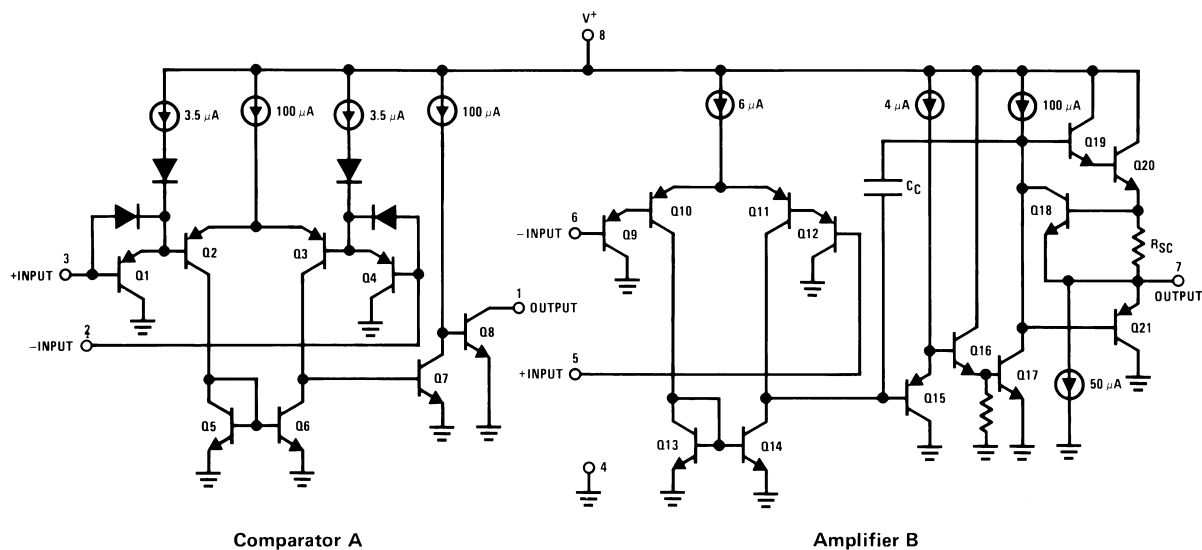 V+
8
3.5 µA
100 µA
3.5 µA
100 µA
6 µA
4 µA
100 µA
Q19
Q20
CC
Q18
RSC
6
-INPUT
Q9
Q10
Q11
Q12
3
+INPUT
Q1
Q2
Q3
Q4
7
OUTPUT
1
OUTPUT
Q8
2
-INPUT
Q7
5
+INPUT
Q16
Q17
Q15
Q21
50 µA
Q5
Q6
Q13
Q14
4
Comparator A
Amplifier B